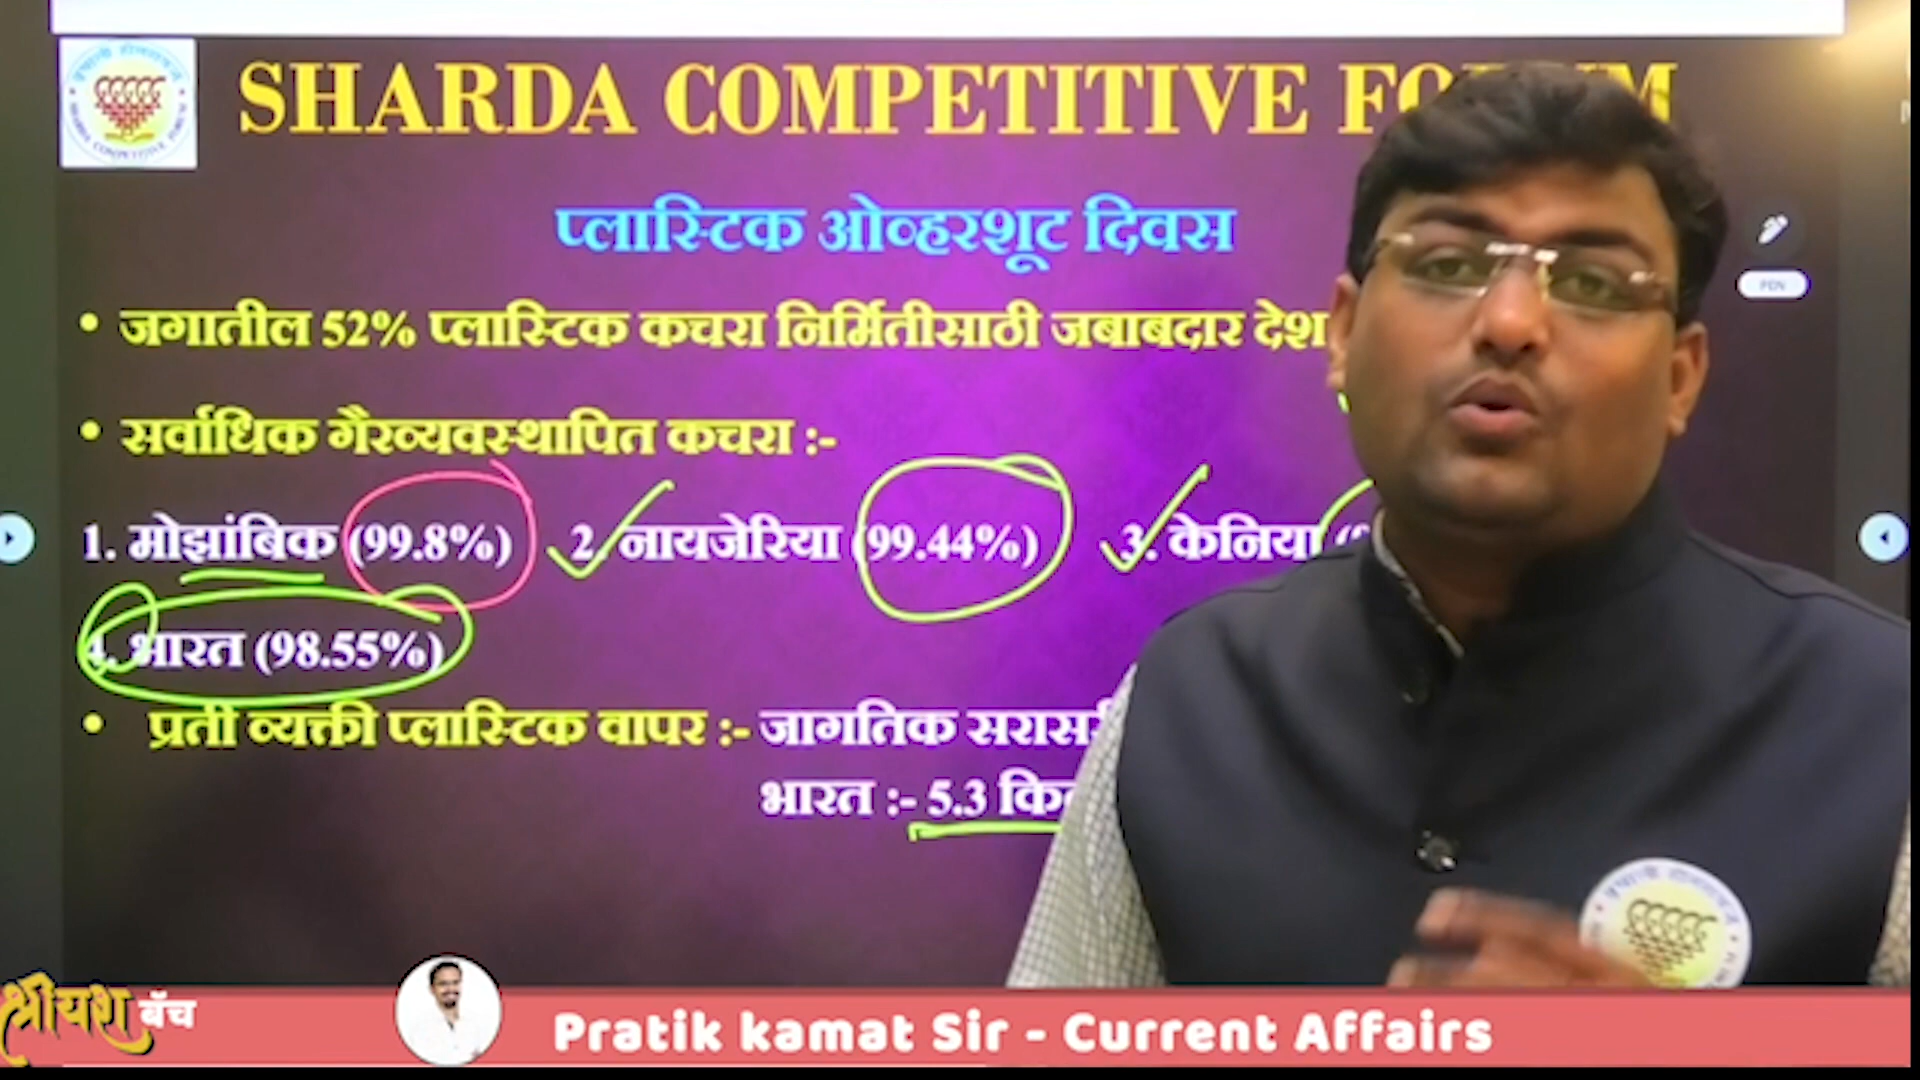 SHARDA COMPETITIVE
प्लास्टिक ओव्हरशूट दिवस
PEN
• जगातील 52% प्लास्टिक कचरा निर्मितीसाठी जबाबदार देश
• सर्वाधिक गैरव्यवस्थापित कचरा :-
1. मोझांबिक (99.8%) 2. नायजेरिया (99.44%) 3. केनिया
4. भारत (98.55%)
• प्रती व्यक्ती प्लास्टिक वापर :- जागतिक
भारत :- 5.3
श्रीयश बॅच
Pratik kamat Sir - Current Affairs